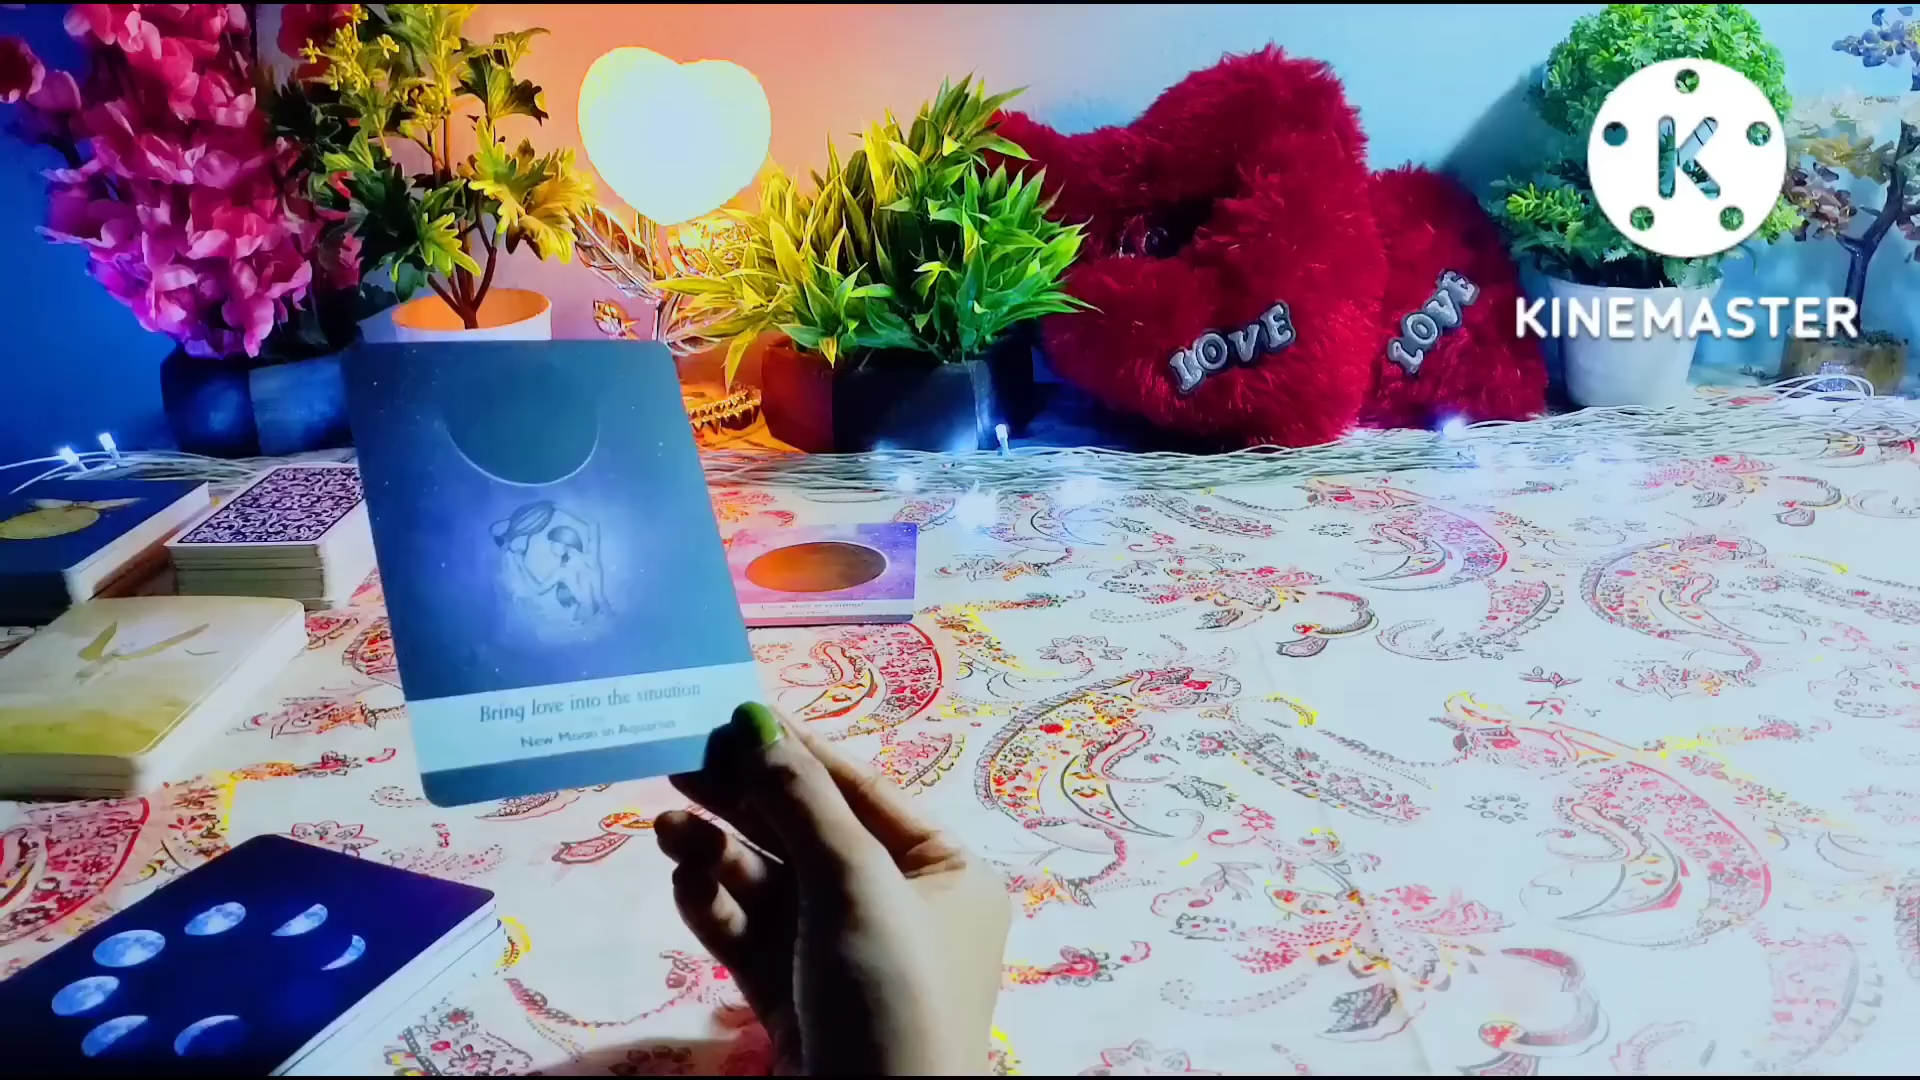 KINEMASTER
LOVE
LOVE
Bring love into the situation
New Moon in Aquarius